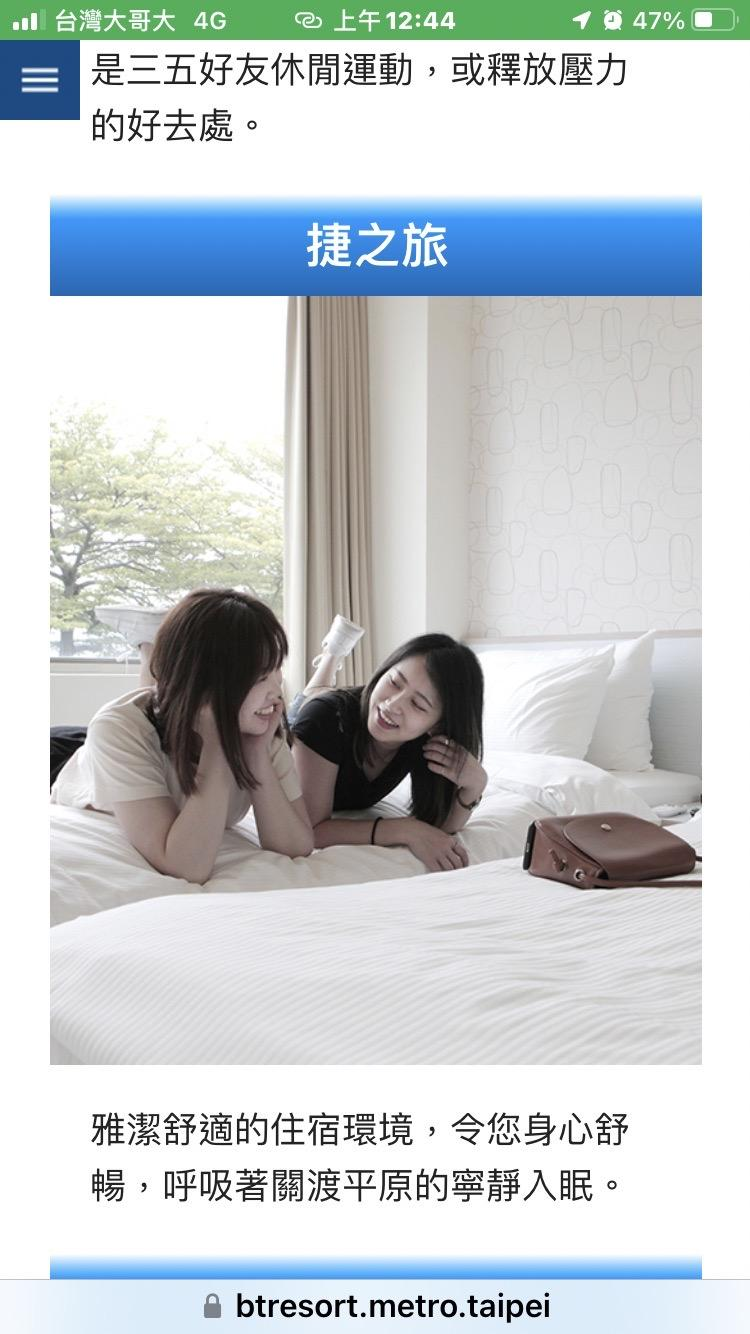 台灣大哥大 4G 上午12:44 47%
是三五好友休閒運動，或釋放壓力
的好去處。
捷之旅
雅潔舒適的住宿環境，令您身心舒
暢，呼吸著關渡平原的寧靜入眠。
btresort.metro.taipei